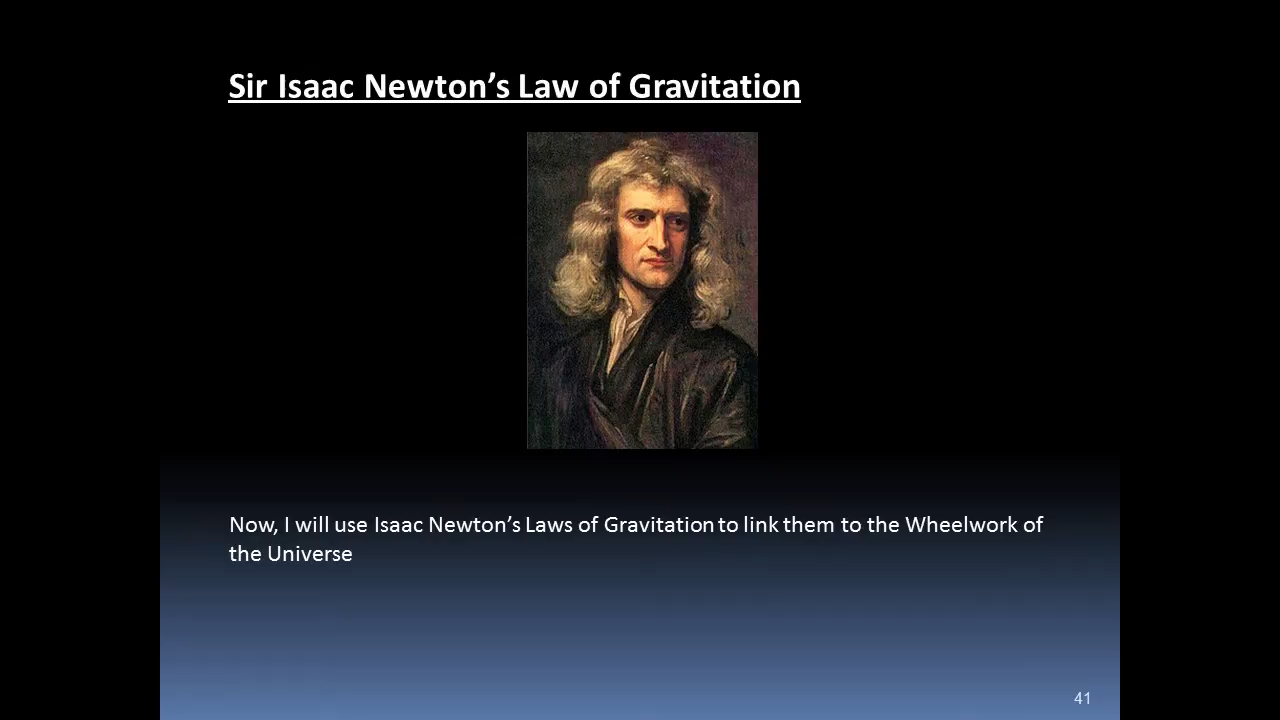 Sir Isaac Newton’s Law of Gravitation
Now, I will use Isaac Newton’s Laws of Gravitation to link them to the Wheelwork of
the Universe
41